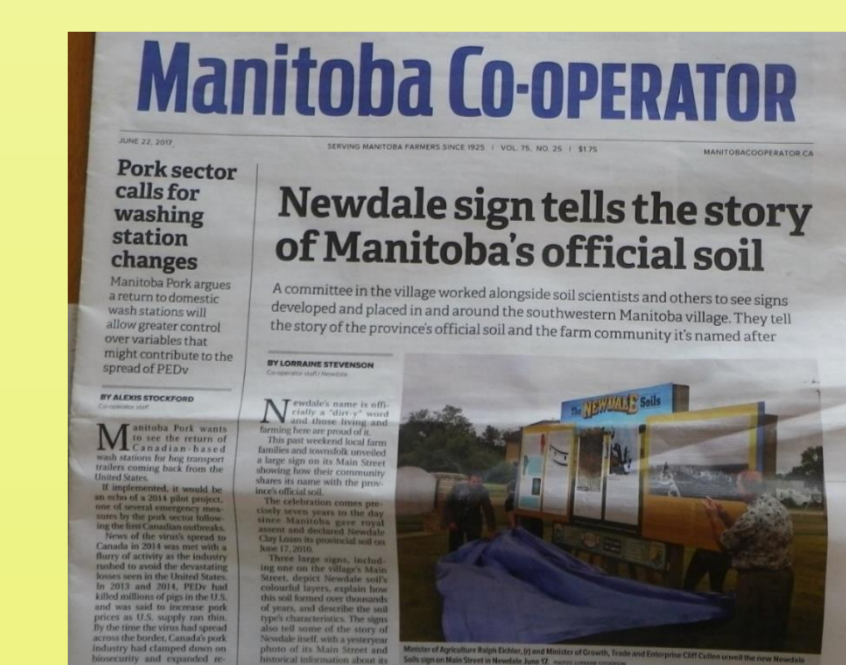 Manitoba Co-OPERATOR
JUNE 22, 2017
SERVING MANITOBA FARMERS SINCE 1925 | VOL. 75, NO. 25 | $1.75
MANITOBACOOPERATOR.CA
Pork sector
calls for
washing
station
changes
Manitoba Pork argues
a return to domestic
wash stations will
allow greater control
over variables that
might contribute to the
spread of PEDv
BY ALEXIS STOCKFORD
Co-operator staff
Manitoba Pork wants
to see the return of
Canadian-based
wash stations for hog transport
trailers coming back from the
United States.
If implemented, it would be
an echo of a 2014 pilot project,
one of several emergency mea-
sures by the pork sector follow-
ing the first Canadian outbreaks.
News of the virus's spread to
Canada in 2014 was met with a
flurry of activity as the industry
rushed to avoid the devastating
losses seen in the United States.
In 2013 and 2014, PEDv had
killed millions of pigs in the U.S.
and was said to increase pork
prices as U.S. supply ran thin.
By the time the virus had spread
across the border, Canada's pork
industry had clamped down on
biosecurity and expanded re-
Newdale sign tells the story
of Manitoba's official soil
A committee in the village worked alongside soil scientists and others to see signs
developed and placed in and around the southwestern Manitoba village. They tell
the story of the province's official soil and the farm community it's named after
BY LORRAINE STEVENSON
Co-operator staff / Newdale
Newdale's name is offi-
cially a "dirt-y" word
and those living and
farming here are proud of it.
This past weekend local farm
families and townsfolk unveiled
a large sign on its Main Street
showing how their community
shares its name with the prov-
ince's official soil.
The celebration comes pre-
cisely seven years to the day
since Manitoba gave royal
assent and declared Newdale
Clay Loam its provincial soil on
June 17, 2010.
Three large signs, includ-
ing one on the village's Main
Street, depict Newdale soil's
colourful layers, explain how
this soil formed over thousands
of years, and describe the soil
type's characteristics. The signs
also tell some of the story of
Newdale itself, with a yesteryear
photo of its Main Street and
historical information about its
The NEWDALE Soils
Minister of Agriculture Ralph Eichler, (r) and Minister of Growth, Trade and Enterprise Cliff Cullen unveil the new Newdale
Soils sign on Main Street in Newdale June 17.